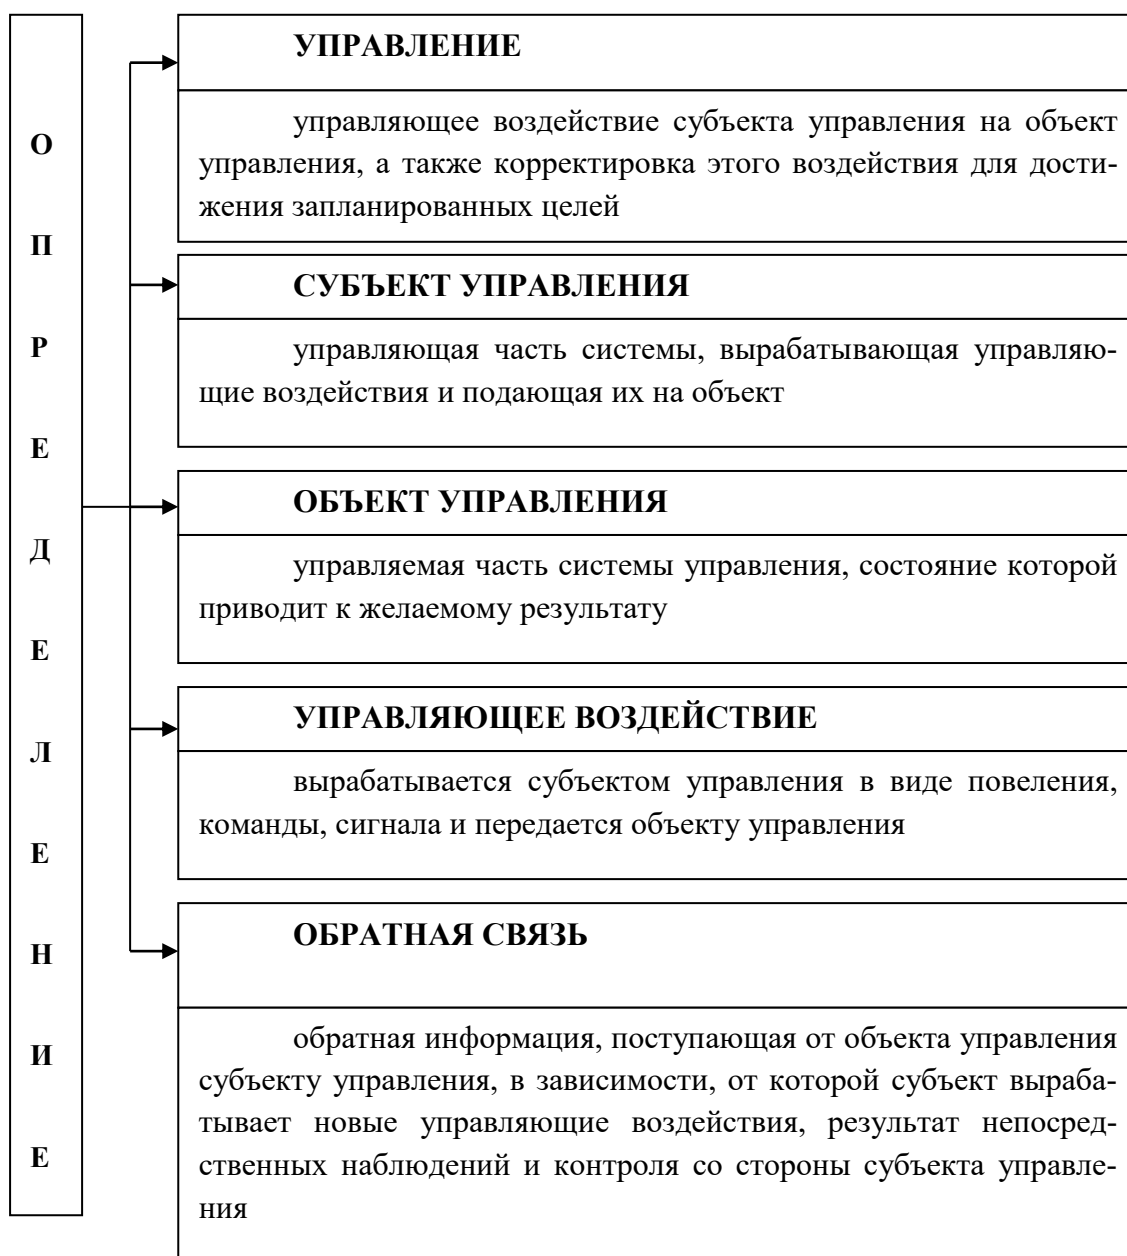 ОПРЕДЕЛЕНИЕ
УПРАВЛЕНИЕ
управляющее воздействие субъекта управления на объект
управления, а также корректировка этого воздействия для дости-
жения запланированных целей
СУБЪЕКТ УПРАВЛЕНИЯ
управляющая часть системы, вырабатывающая управляю-
щие воздействия и подающая их на объект
ОБЪЕКТ УПРАВЛЕНИЯ
управляемая часть системы управления, состояние которой
приводит к желаемому результату
УПРАВЛЯЮЩЕЕ ВОЗДЕЙСТВИЕ
вырабатывается субъектом управления в виде повеления,
команды, сигнала и передается объекту управления
ОБРАТНАЯ СВЯЗЬ
обратная информация, поступающая от объекта управления
субъекту управления, в зависимости, от которой субъект выраба-
тывает новые управляющие воздействия, результат непосред-
ственных наблюдений и контроля со стороны субъекта управле-
ния